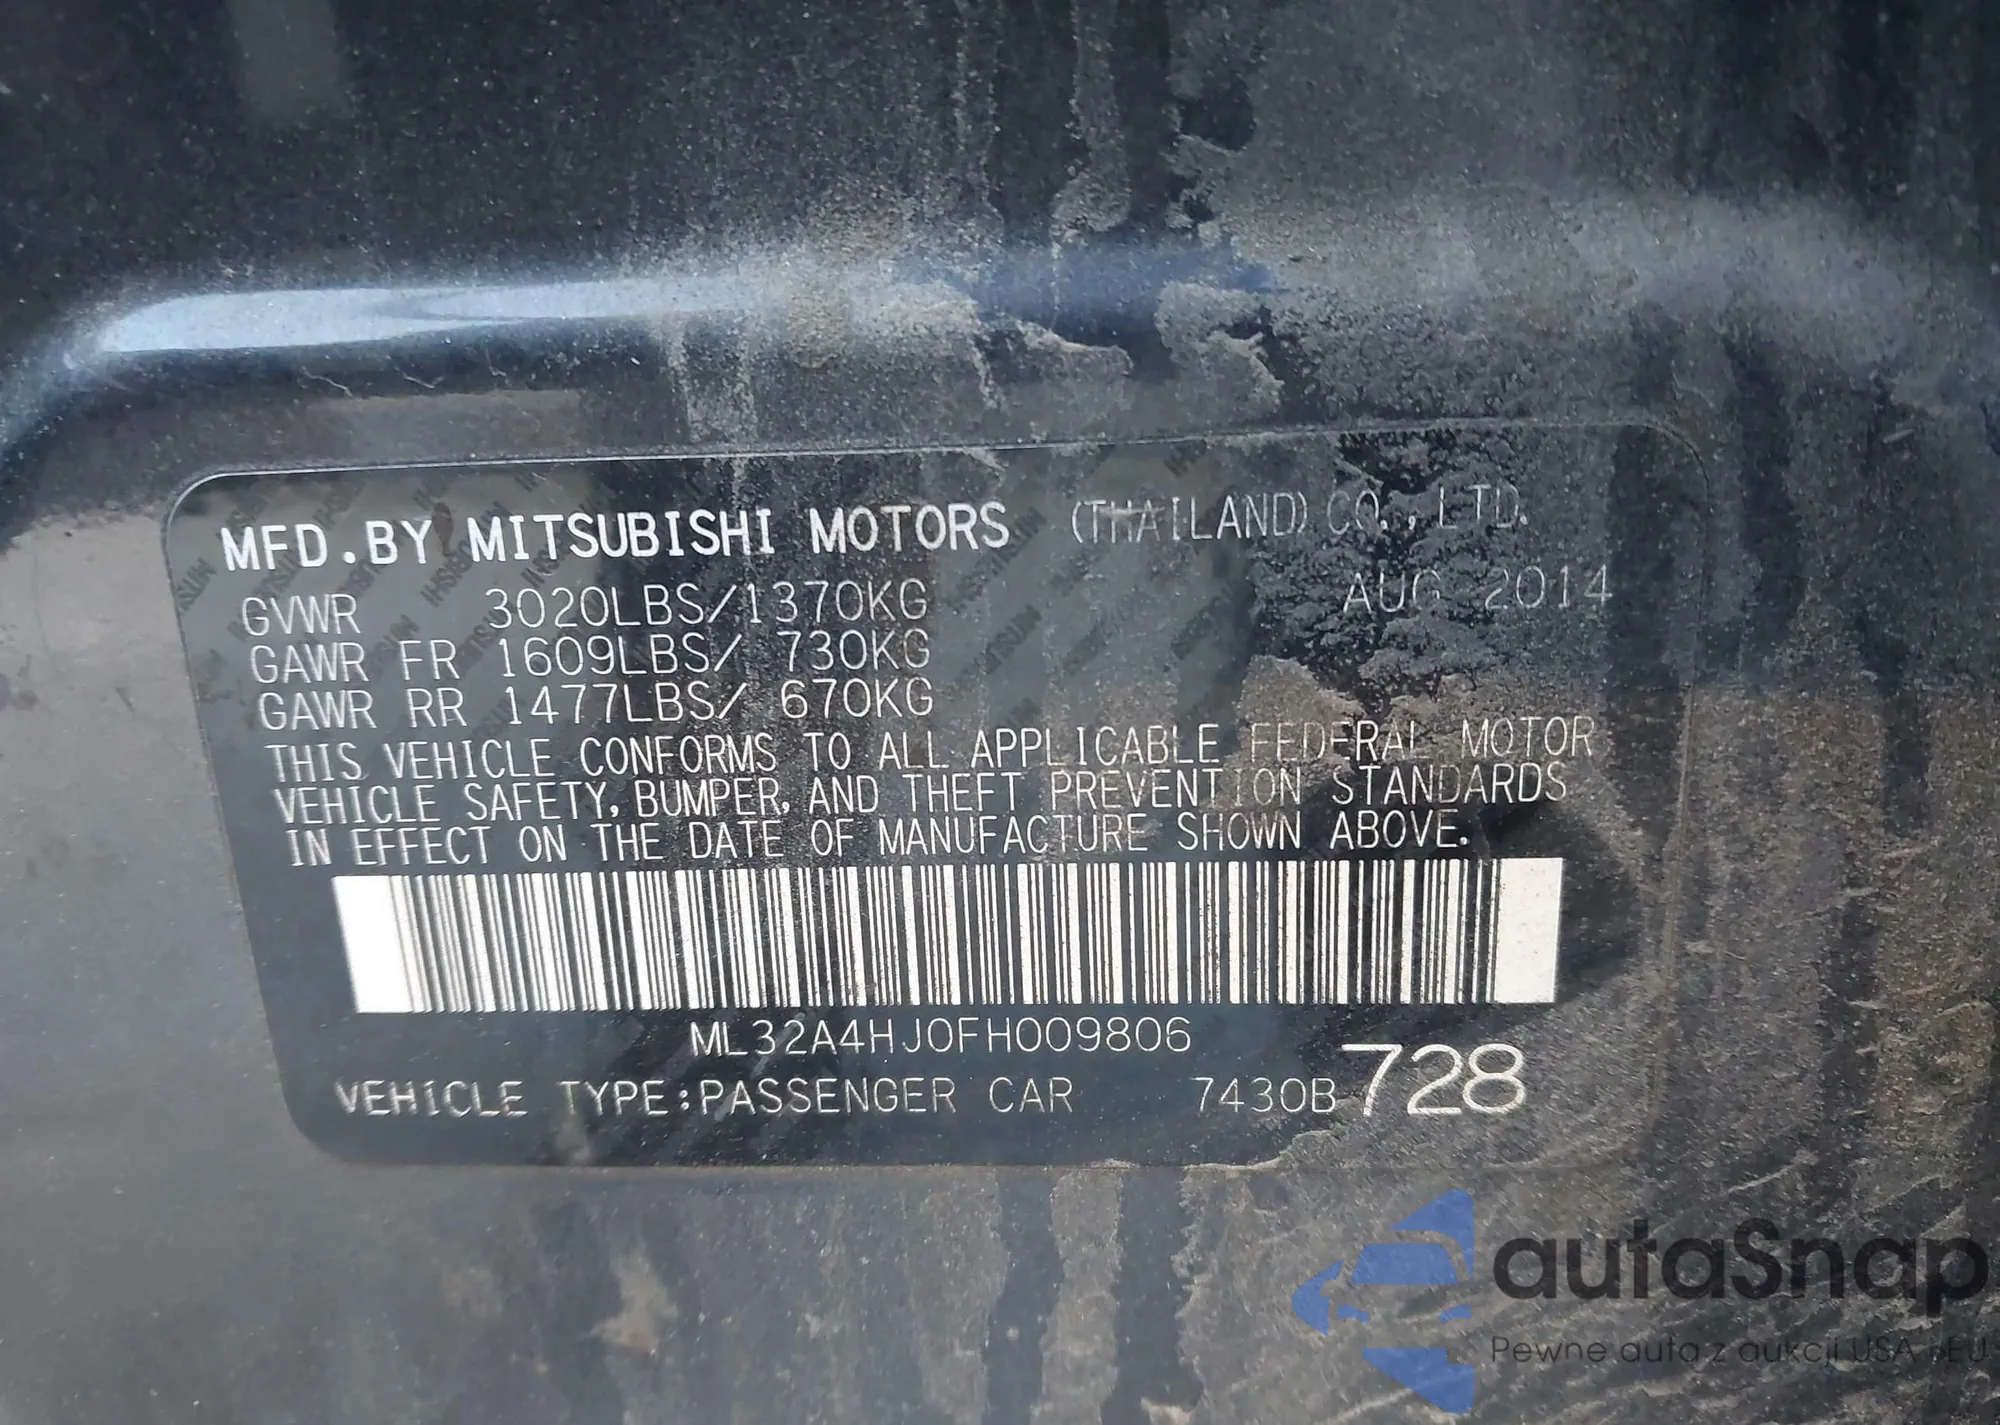 MFD.BY MITSUBISHI MOTORS (THAILAND) CO., LTD.
GVWR 3020LBS/1370KG AUG 2014
GAWR FR 1609LBS/ 730KG
GAWR RR 1477LBS/ 670KG
THIS VEHICLE CONFORMS TO ALL APPLICABLE FEDERAL MOTOR
VEHICLE SAFETY, BUMPER, AND THEFT PREVENTION STANDARDS
IN EFFECT ON THE DATE OF MANUFACTURE SHOWN ABOVE.
ML32A4HJ0FH009806
VEHICLE TYPE:PASSENGER CAR 7430B 728
autaSnap
Pewne auta z aukcji USA i EU